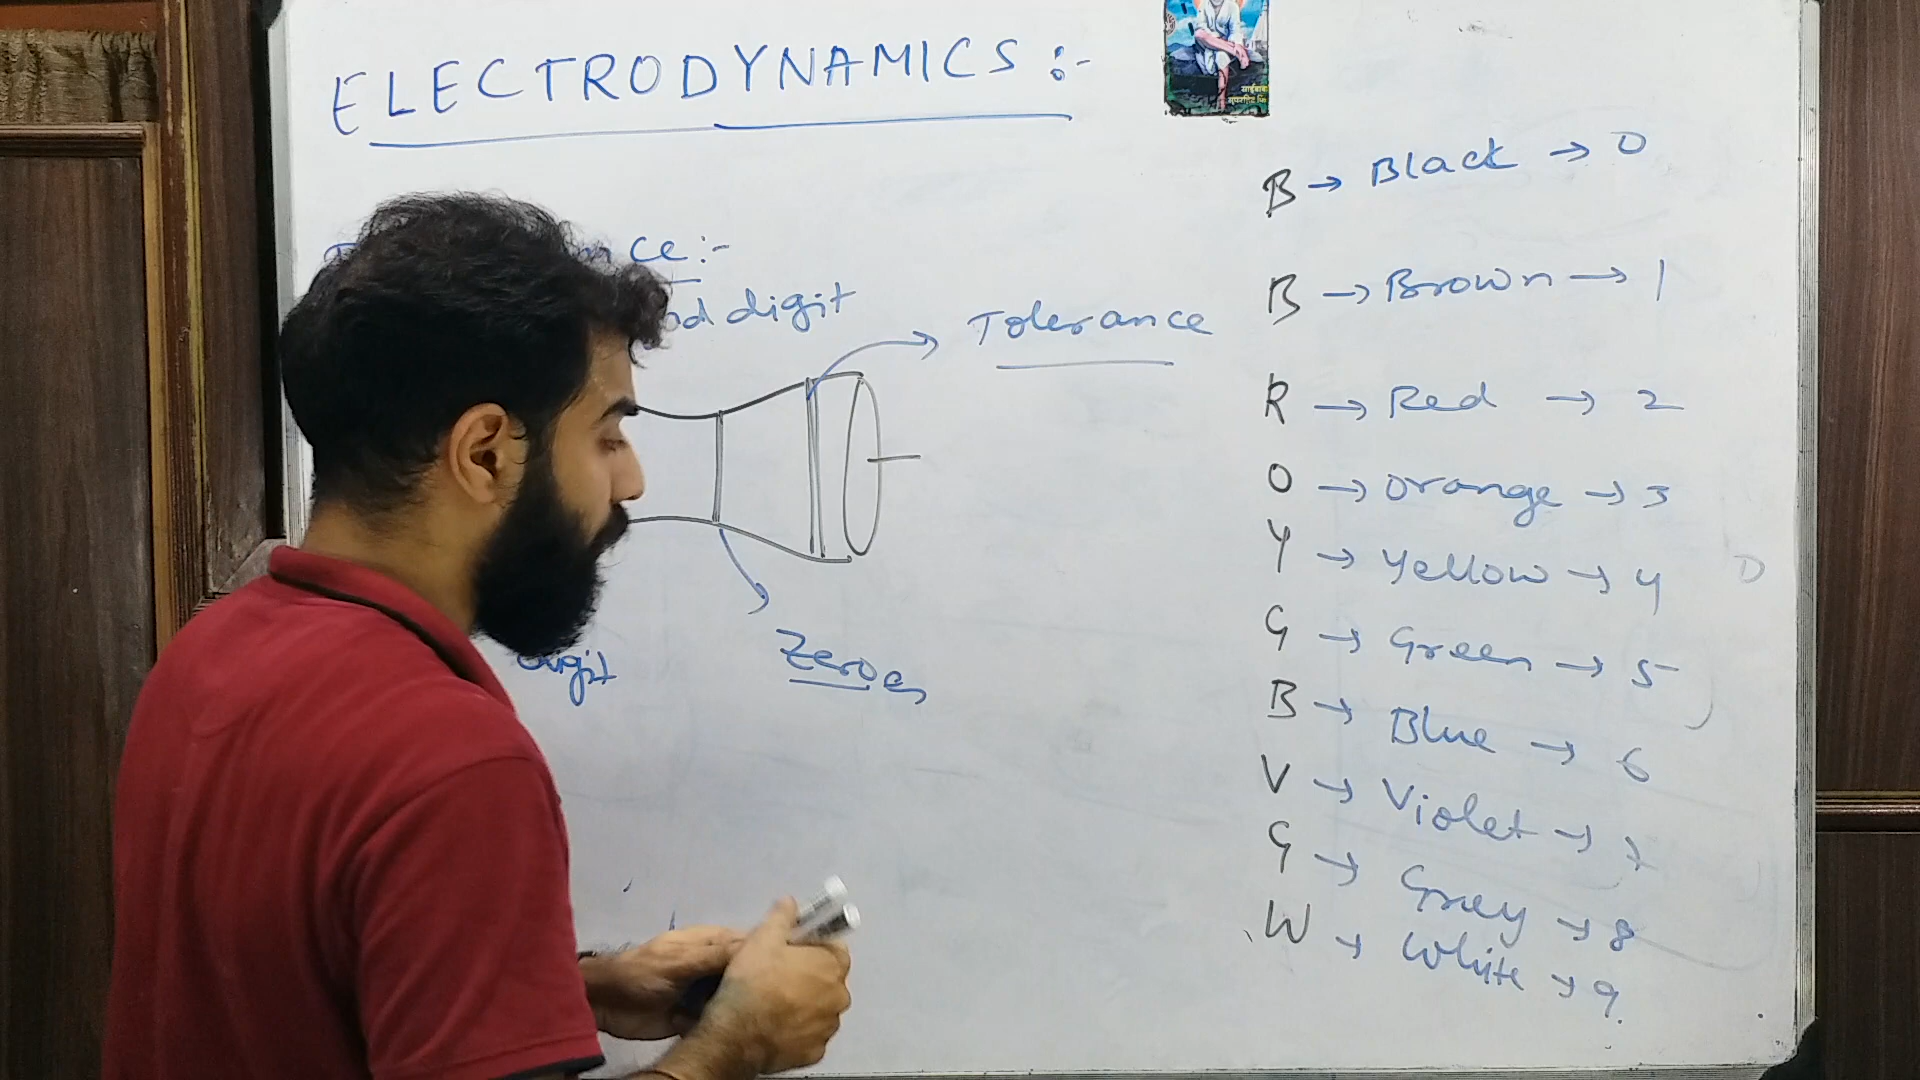 ELECTRODYNAMICS :-
ce :-
digit
Tolerance
digit
Zeroes
B → Black → 0
B → Brown → 1
R → Red → 2
O → Orange → 3
Y → Yellow → 4
G → Green → 5
B → Blue → 6
V → Violet → 7
G → Grey → 8
W → White → 9